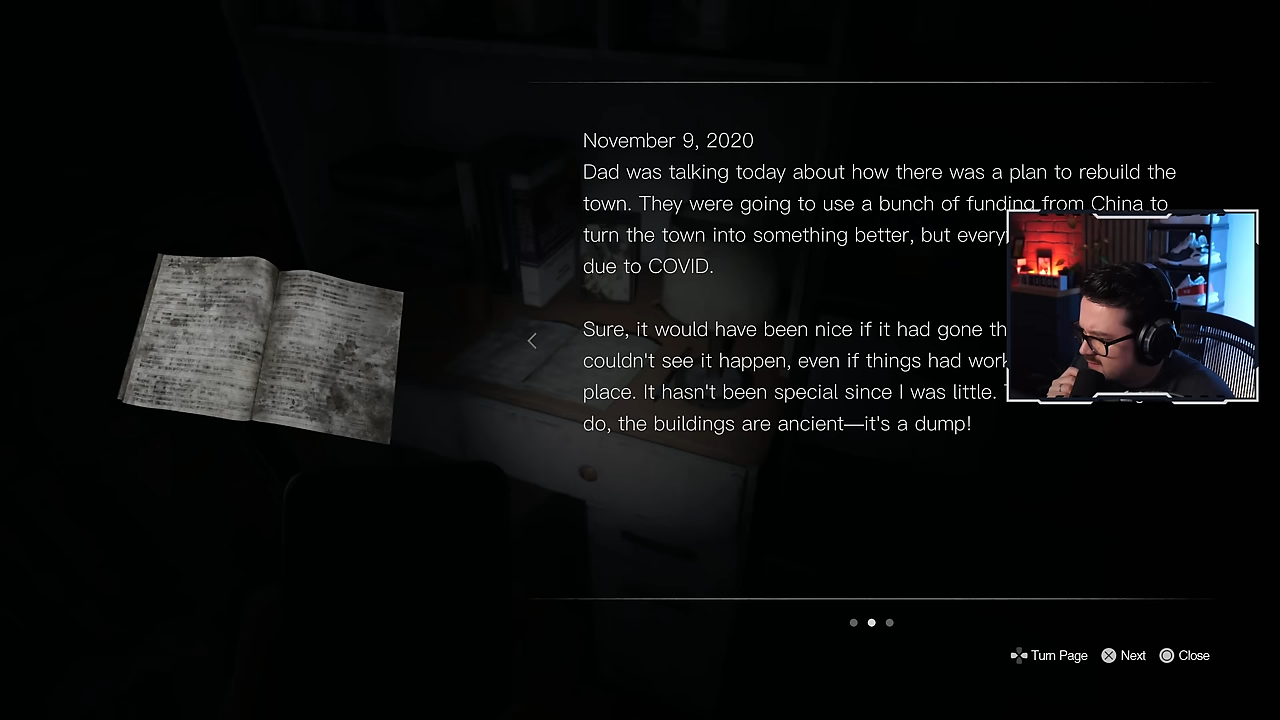 November 9, 2020
Dad was talking today about how there was a plan to rebuild the
town. They were going to use a bunch of funding from China to
turn the town into something better, but
due to COVID.
Sure, it would have been nice if it had gone
couldn't see it happen, even if things had
place. It hasn't been special since I was little.
do, the buildings are ancient—it's a dump!
Turn Page Next Close